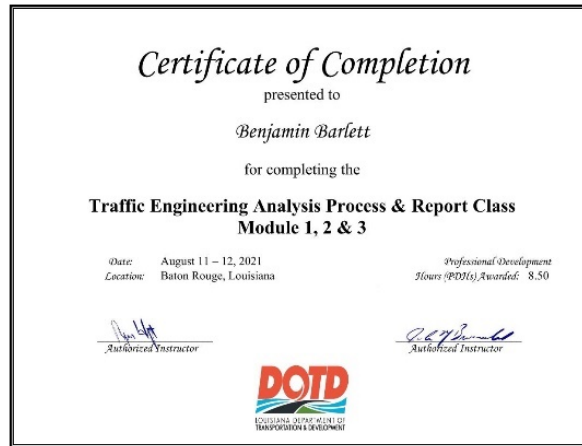 Certificate of Completion
presented to
Benjamin Barlett
for completing the
Traffic Engineering Analysis Process & Report Class
Module 1, 2 & 3
Date: August 11 – 12, 2021
Location: Baton Rouge, Louisiana
Professional Development
Hours (PDHs) Awarded: 8.50
Authorized Instructor
Authorized Instructor
DOTD
LOUISIANA DEPARTMENT OF
TRANSPORTATION & DEVELOPMENT